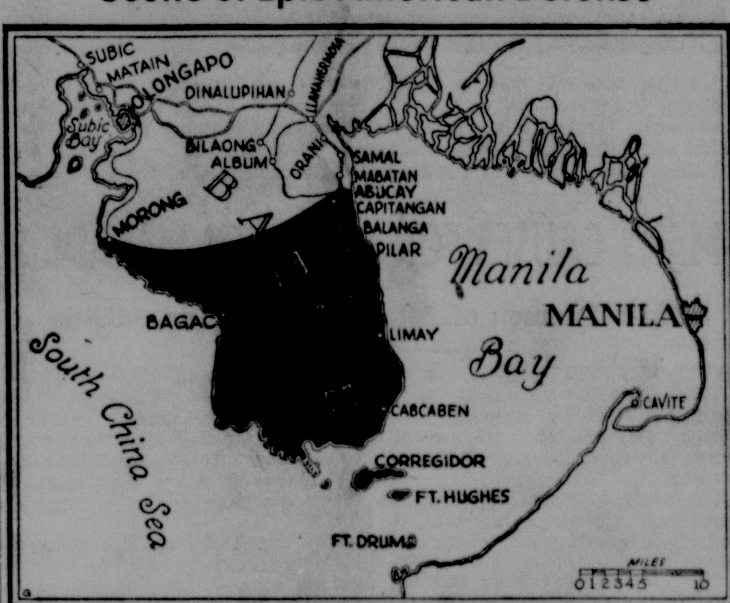 SUBIC
MATAIN
OLONGAPO
DINALUPIHAN
Subic
Bay
BILAONG
ALBUM
ORANI
SAMAL
MABATAN
ABUCAY
CAPITANGAN
BALANGA
PILAR
MORONG
BA
Manila
MANILA
Bay
BAGAC
LIMAY
South China Sea
CABCABEN
CAVITE
CORREGIDOR
FT. HUGHES
FT. DRUM
MILES
0 1 2 3 4 5 10